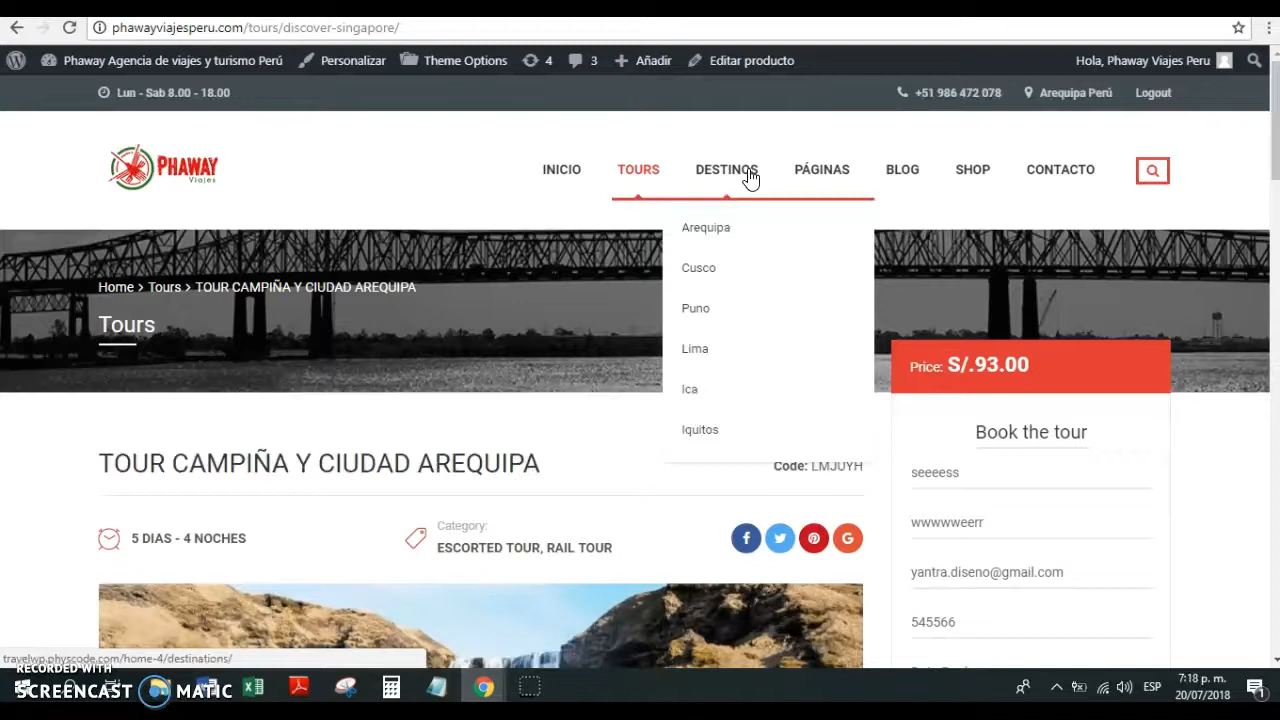 phawayviajesperu.com/tours/discover-singapore/
Phaway Agencia de viajes y turismo Perú Personalizar Theme Options 4 3 Añadir Editar producto Hola, Phaway Viajes Peru
Lun - Sab 8.00 - 18.00 +51 986 472 078 Arequipa Perú Logout
PHAWAY
Viajes
INICIO TOURS DESTINOS PÁGINAS BLOG SHOP CONTACTO
Arequipa
Cusco
Puno
Lima
Ica
Iquitos
Home > Tours > TOUR CAMPIÑA Y CIUDAD AREQUIPA
Tours
Price: S/.93.00
TOUR CAMPIÑA Y CIUDAD AREQUIPA
Code: LMJUYH
5 DIAS - 4 NOCHES
Category:
ESCORTED TOUR, RAIL TOUR
Book the tour
seeeess
wwwwweerr
yantra.diseno@gmail.com
545566
travelwp.physcode.com/home-4/destinations/
RECORDED WITH
SCREENCAST MATIC
ESP
7:18 p. m.
20/07/2018
1